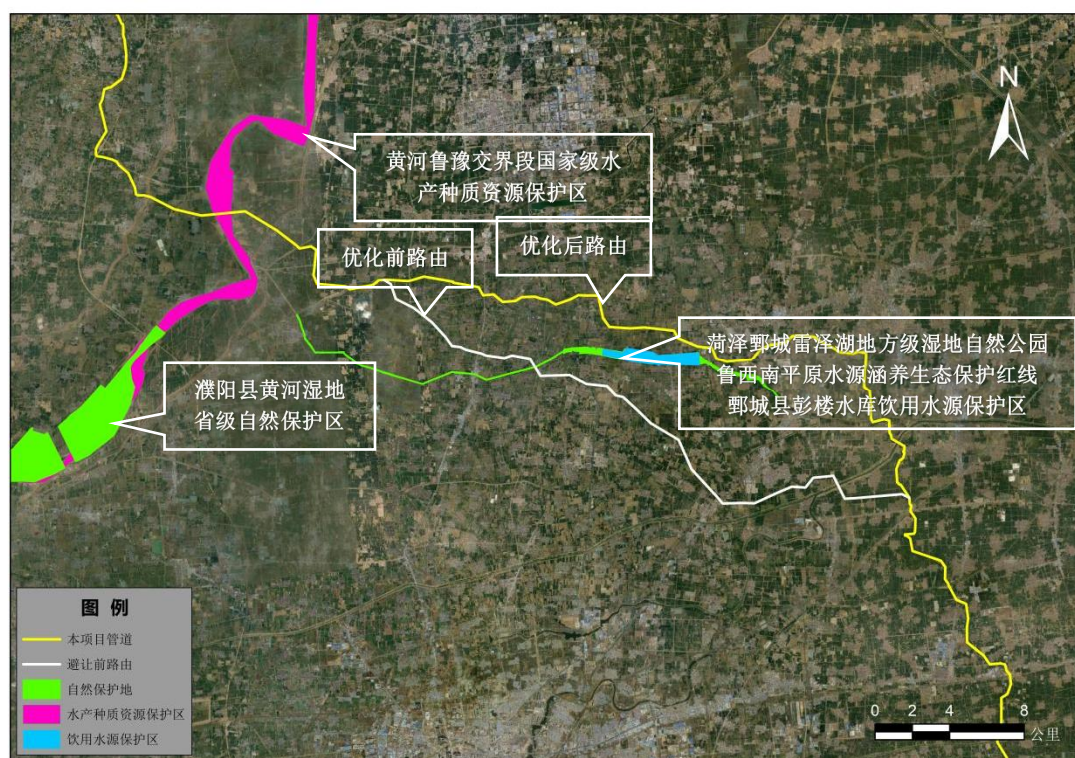 N
黄河鲁豫交界段国家级水
产种质资源保护区
优化前路由
优化后路由
菏泽鄄城雷泽湖地方级湿地自然公园
鲁西南平原水源涵养生态保护红线
鄄城县彭楼水库饮用水源保护区
濮阳县黄河湿地
省级自然保护区
图 例
本项目管道
避让前路由
自然保护地
水产种质资源保护区
饮用水源保护区
0 2 4 8
公里